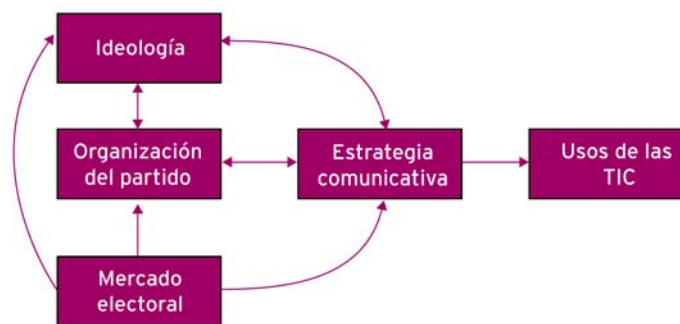 Ideología
Organización
del partido
Estrategia
comunicativa
Usos de las
TIC
Mercado
electoral